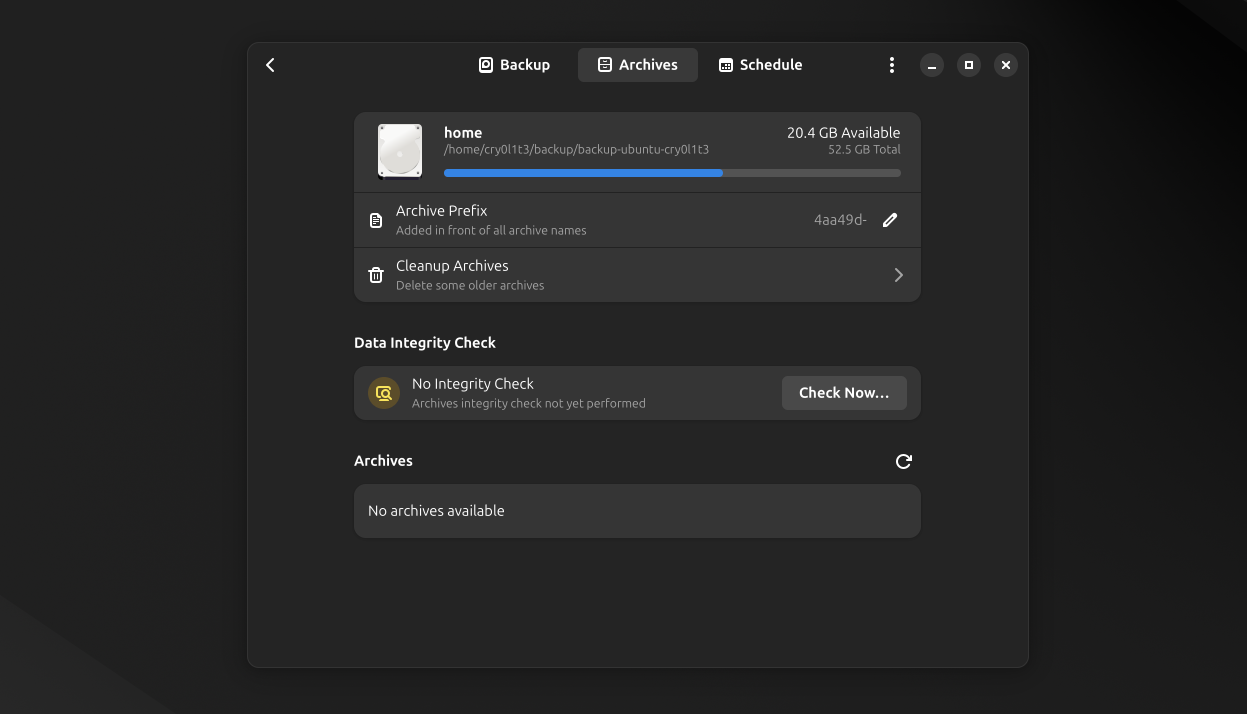 Backup
Archives
Schedule
home
20.4 GB Available
/home/cry0l1t3/backup/backup-ubuntu-cry0l1t3
52.5 GB Total
Archive Prefix
Added in front of all archive names
4aa49d-
Cleanup Archives
Delete some older archives
Data Integrity Check
No Integrity Check
Archives integrity check not yet performed
Check Now...
Archives
No archives available